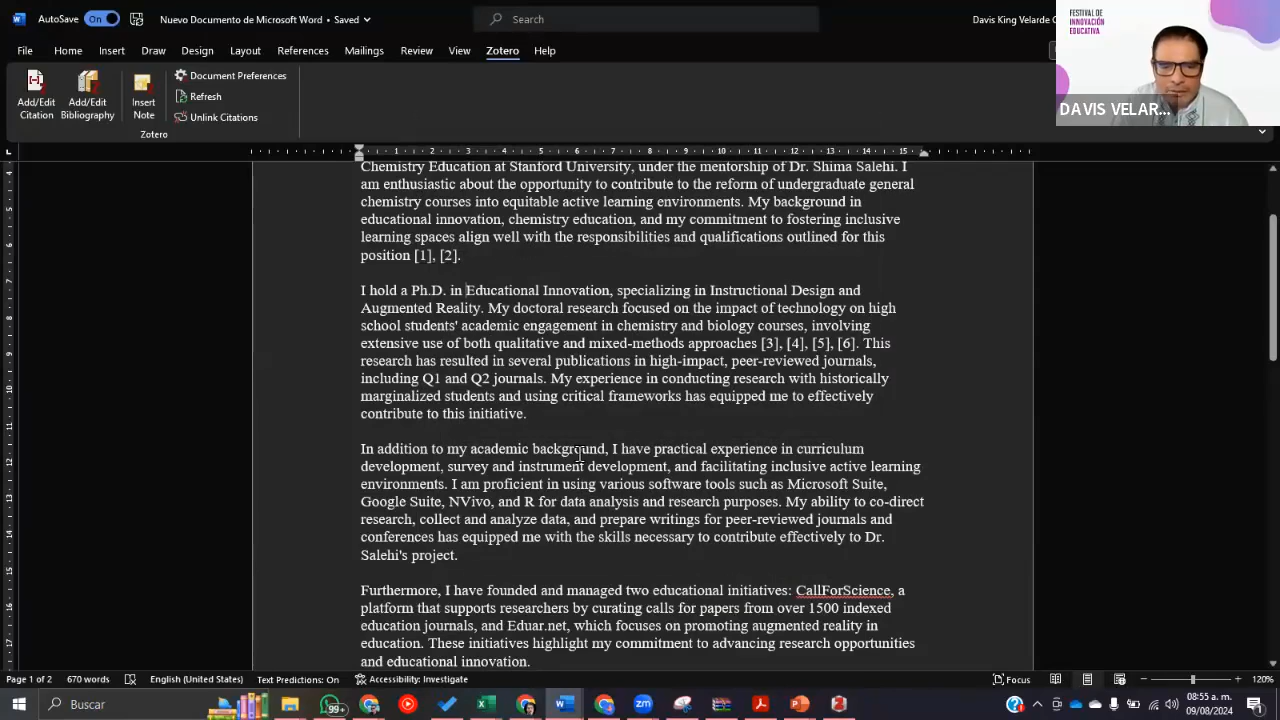 AutoSave On Nuevo Documento de Microsoft Word • Saved Search Davis King Velarde Co
FESTIVAL DE
INNOVACIÓN
EDUCATIVA
File Home Insert Draw Design Layout References Mailings Review View Zotero Help
Add/Edit Citation
Add/Edit Bibliography
Insert Note
Document Preferences
Refresh
Unlink Citations
Zotero
DAVIS VELAR...
1 2 3 4 5 6 7 8 9 10 11 12 13 14 15
Chemistry Education at Stanford University, under the mentorship of Dr. Shima Salehi. I
am enthusiastic about the opportunity to contribute to the reform of undergraduate general
chemistry courses into equitable active learning environments. My background in
educational innovation, chemistry education, and my commitment to fostering inclusive
learning spaces align well with the responsibilities and qualifications outlined for this
position [1], [2].
I hold a Ph.D. in Educational Innovation, specializing in Instructional Design and
Augmented Reality. My doctoral research focused on the impact of technology on high
school students' academic engagement in chemistry and biology courses, involving
extensive use of both qualitative and mixed-methods approaches [3], [4], [5], [6]. This
research has resulted in several publications in high-impact, peer-reviewed journals,
including Q1 and Q2 journals. My experience in conducting research with historically
marginalized students and using critical frameworks has equipped me to effectively
contribute to this initiative.
In addition to my academic background, I have practical experience in curriculum
development, survey and instrument development, and facilitating inclusive active learning
environments. I am proficient in using various software tools such as Microsoft Suite,
Google Suite, NVivo, and R for data analysis and research purposes. My ability to co-direct
research, collect and analyze data, and prepare writings for peer-reviewed journals and
conferences has equipped me with the skills necessary to contribute effectively to Dr.
Salehi's project.
Furthermore, I have founded and managed two educational initiatives: CallForScience, a
platform that supports researchers by curating calls for papers from over 1500 indexed
education journals, and Eduar.net, which focuses on promoting augmented reality in
education. These initiatives highlight my commitment to advancing research opportunities
and educational innovation.
Page 1 of 2 670 words English (United States) Text Predictions: On Accessibility: Investigate Focus 120%
Buscar 99+ 08:55 a. m.
09/08/2024